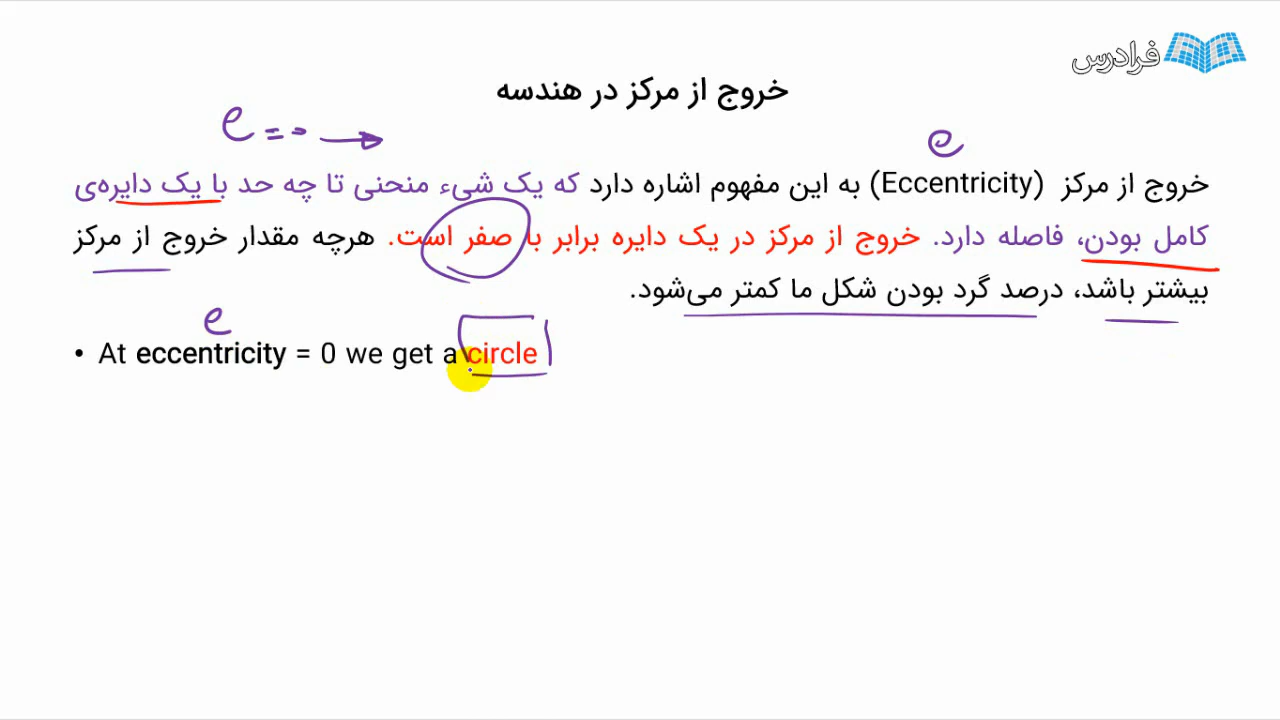 فرادرس
خروج از مرکز در هندسه
e = 0 →
e
خروج از مرکز (Eccentricity) به این مفهوم اشاره دارد که یک شیء منحنی تا چه حد با یک دایره‌ی
کامل بودن، فاصله دارد. خروج از مرکز در یک دایره برابر با صفر است. هرچه مقدار خروج از مرکز
بیشتر باشد، درصد گرد بودن شکل ما کمتر می‌شود.
e
• At eccentricity = 0 we get a circle